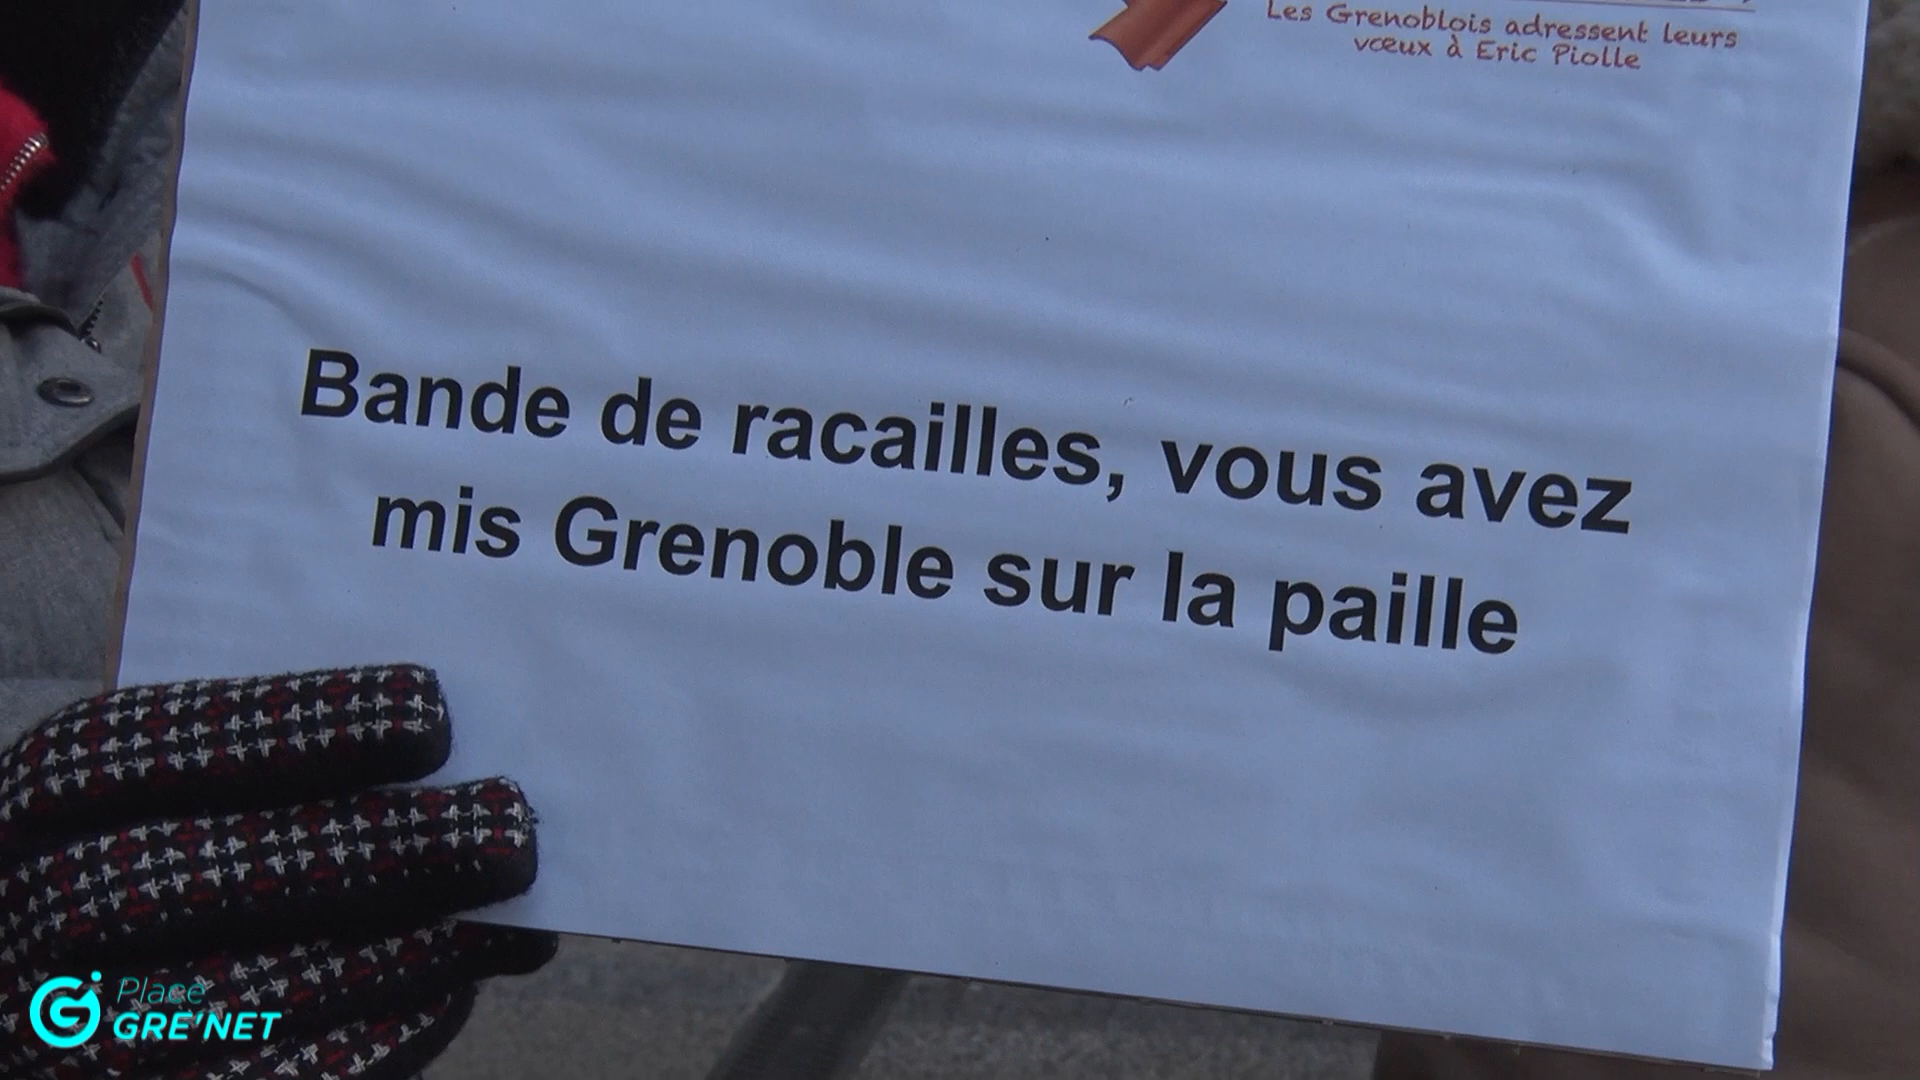 Les Grenoblois adressent leurs
vœux à Eric Piolle
Bande de racailles, vous avez
mis Grenoble sur la paille
Place
GRE'NET